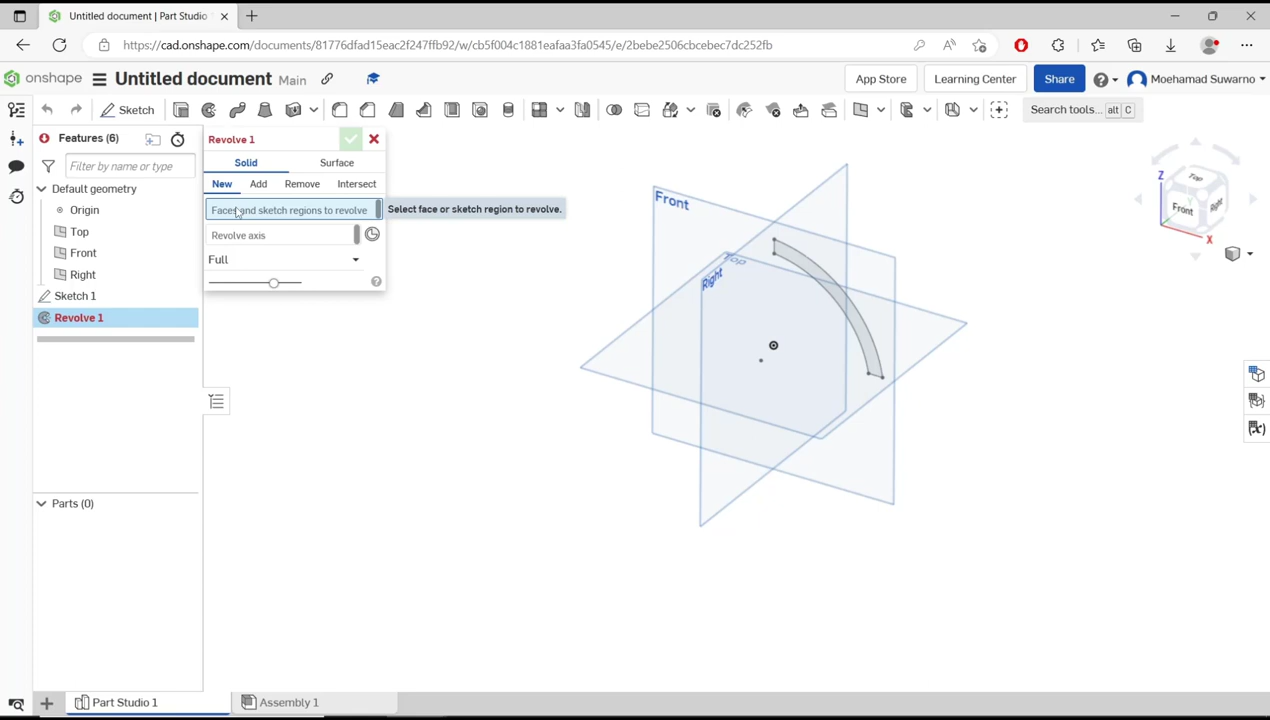 Untitled document | Part Studio
https://cad.onshape.com/documents/81776dfad15eac2f247ffb92/w/cb5f004c1881eafaa3fa0545/e/2bebe2506cbcebec7dc252fb
onshape Untitled document Main App Store Learning Center Share Moehamad Suwarno
Sketch Search tools... alt C
Features (6)
Filter by name or type
Default geometry
Origin
Top
Front
Right
Sketch 1
Revolve 1
Parts (0)
Revolve 1
Solid Surface
New Add Remove Intersect
Faces and sketch regions to revolve Select face or sketch region to revolve.
Revolve axis
Full
Front
Top
Right
Z
Top
Front Right
X
Part Studio 1 Assembly 1